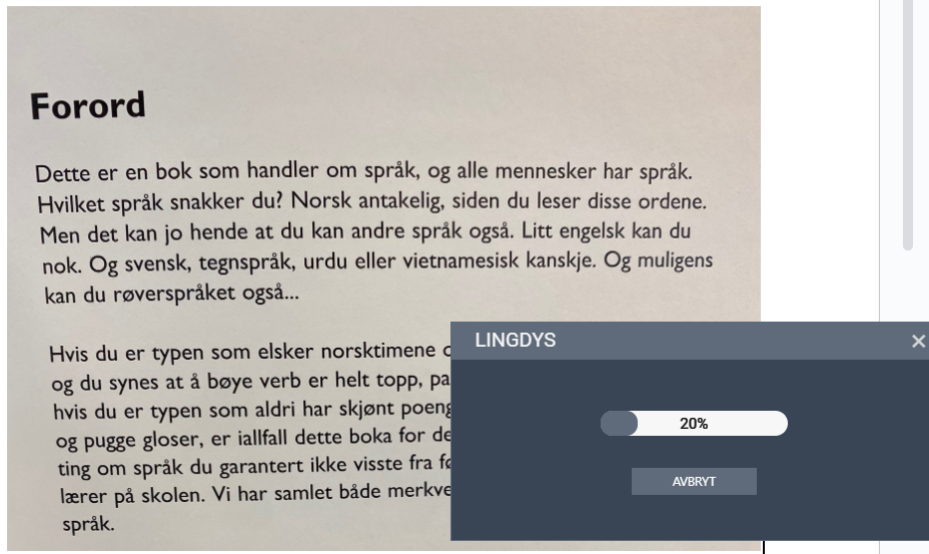 Forord
Dette er en bok som handler om språk, og alle mennesker har språk.
Hvilket språk snakker du? Norsk antakelig, siden du leser disse ordene.
Men det kan jo hende at du kan andre språk også. Litt engelsk kan du
nok. Og svensk, tegnspråk, urdu eller vietnamesisk kanskje. Og muligens
kan du røverspråket også...
Hvis du er typen som elsker norsktimene
og du synes at å bøye verb er helt topp,
hvis du er typen som aldri har skjønt
og pugge gloser, er iallfall dette boka for
ting om språk du garantert ikke visste fra
lærer på skolen. Vi har samlet både
språk.
LINGDYS
20%
AVBRYT